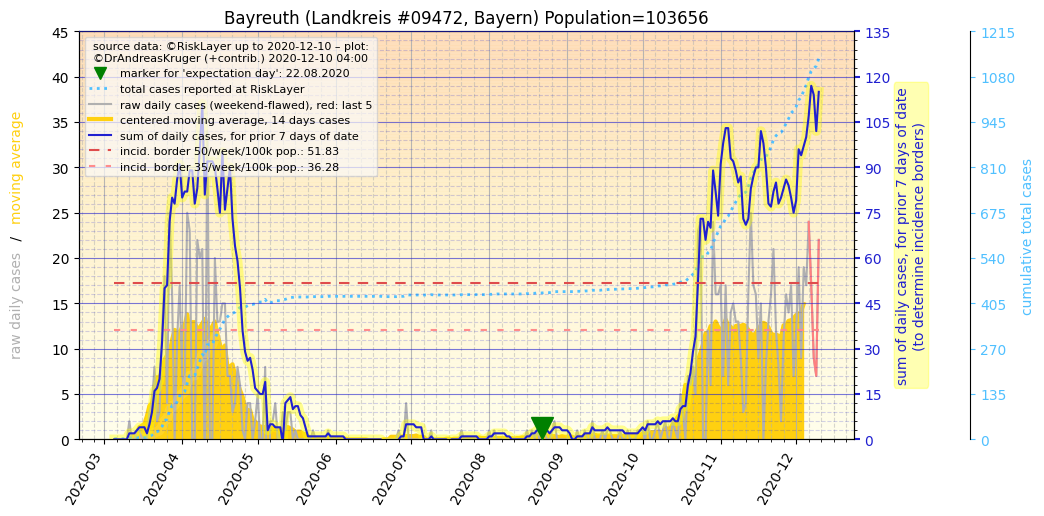 Bayreuth (Landkreis #09472, Bayern) Population=103656
source data: ©RiskLayer up to 2020-12-10 – plot:
©DrAndreasKruger (+contrib.) 2020-12-10 04:00
marker for 'expectation day': 22.08.2020
total cases reported at RiskLayer
raw daily cases (weekend-flawed), red: last 5
centered moving average, 14 days cases
sum of daily cases, for prior 7 days of date
incid. border 50/week/100k pop.: 51.83
incid. border 35/week/100k pop.: 36.28
raw daily cases / moving average
45
40
35
30
25
20
15
10
5
0
2020-03
2020-04
2020-05
2020-06
2020-07
2020-08
2020-09
2020-10
2020-11
2020-12
135
120
105
90
75
60
45
30
15
0
sum of daily cases, for prior 7 days of date
(to determine incidence borders)
1215
1080
945
810
675
540
405
270
135
0
cumulative total cases